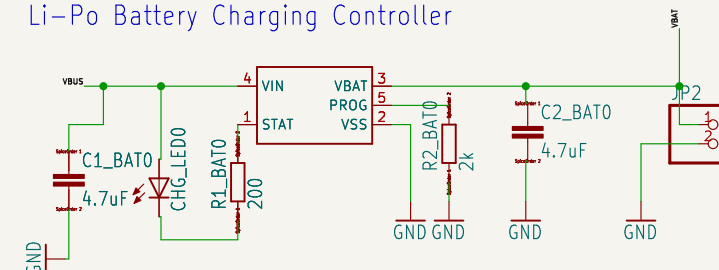 Li-Po Battery Charging Controller
VBAT
VBUS
4 VIN VBAT 3
PROG 5
1 STAT VSS 2
JP2
1
2
C1_BAT0
4.7uF
CHG_LED0
R1_BAT0
200
R2_BAT0
2k
C2_BAT0
4.7uF
GND
GND
GND
GND
GND